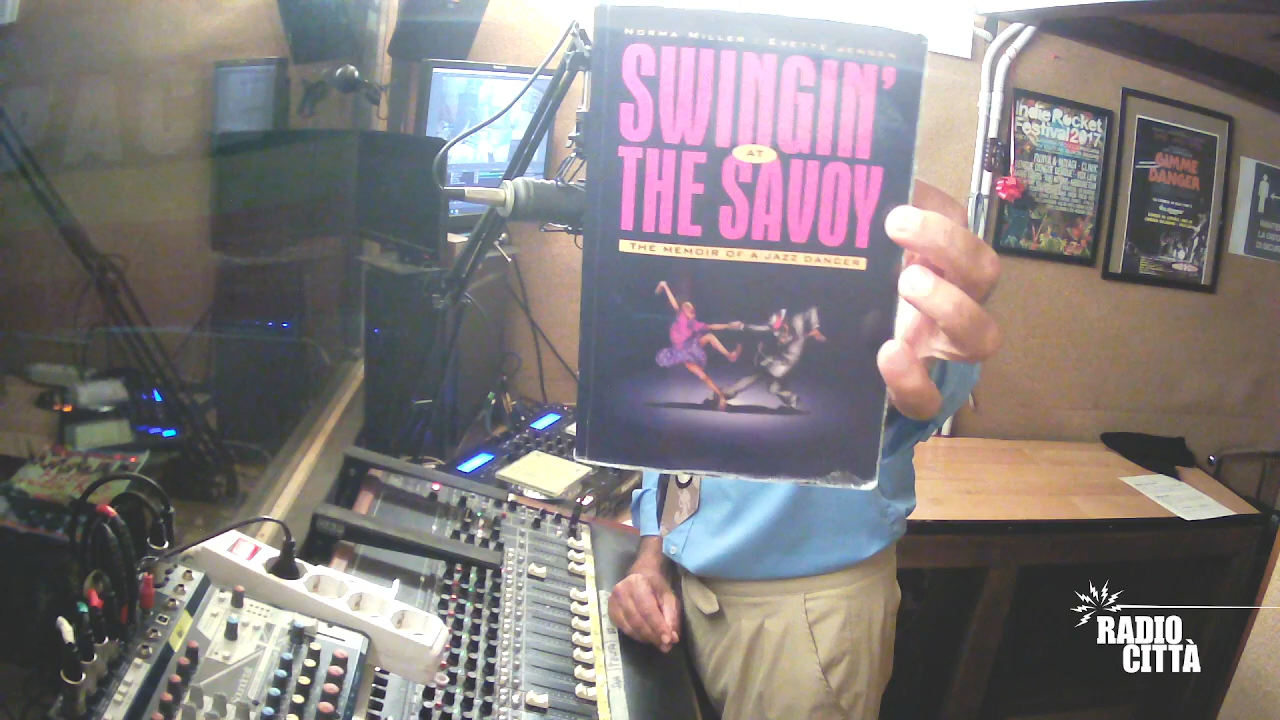 NORMA MILLER EVETTE JENSEN
SWINGIN'
AT
THE SAVOY
THE MEMOIR OF A JAZZ DANCER
Indie Rocket
Festival 2017
GIMME
DANGER
RADIO
CITTÀ